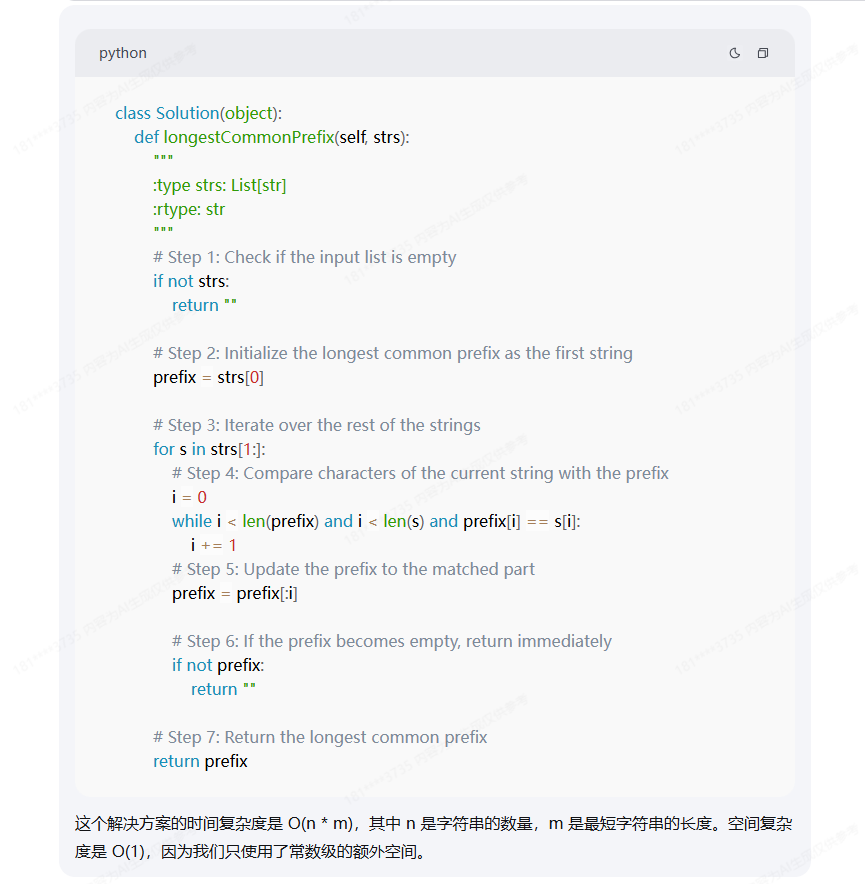 python
class Solution(object):
def longestCommonPrefix(self, strs):
"""
:type strs: List[str]
:rtype: str
"""
# Step 1: Check if the input list is empty
if not strs:
return ""
# Step 2: Initialize the longest common prefix as the first string
prefix = strs[0]
# Step 3: Iterate over the rest of the strings
for s in strs[1:]:
# Step 4: Compare characters of the current string with the prefix
i = 0
while i < len(prefix) and i < len(s) and prefix[i] == s[i]:
i += 1
# Step 5: Update the prefix to the matched part
prefix = prefix[:i]
# Step 6: If the prefix becomes empty, return immediately
if not prefix:
return ""
# Step 7: Return the longest common prefix
return prefix
这个解决方案的时间复杂度是 O(n * m)，其中 n 是字符串的数量，m 是最短字符串的长度。空间复杂
度是 O(1)，因为我们只使用了常数级的额外空间。